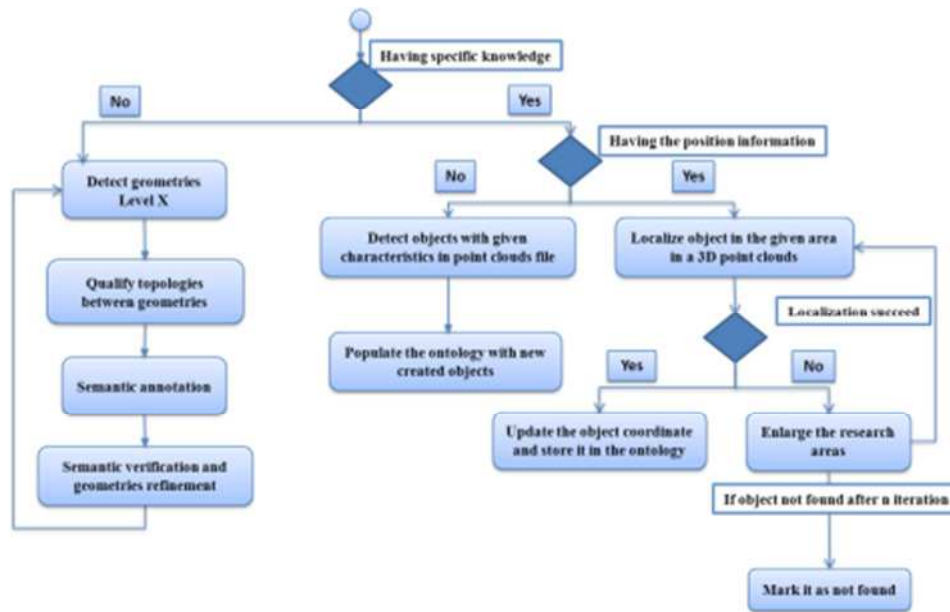 Having specific knowledge
No
Yes
Having the position information
No
Yes
Detect geometries
Level X
Detect objects with given
characteristics in point clouds file
Localize object in the given area
in a 3D point clouds
Qualify topologies
between geometries
Localization succeed
Populate the ontology with new
created objects
Yes
No
Semantic annotation
Update the object coordinate
and store it in the ontology
Enlarge the research
areas
Semantic verification and
geometries refinement
If object not found after n iteration
Mark it as not found